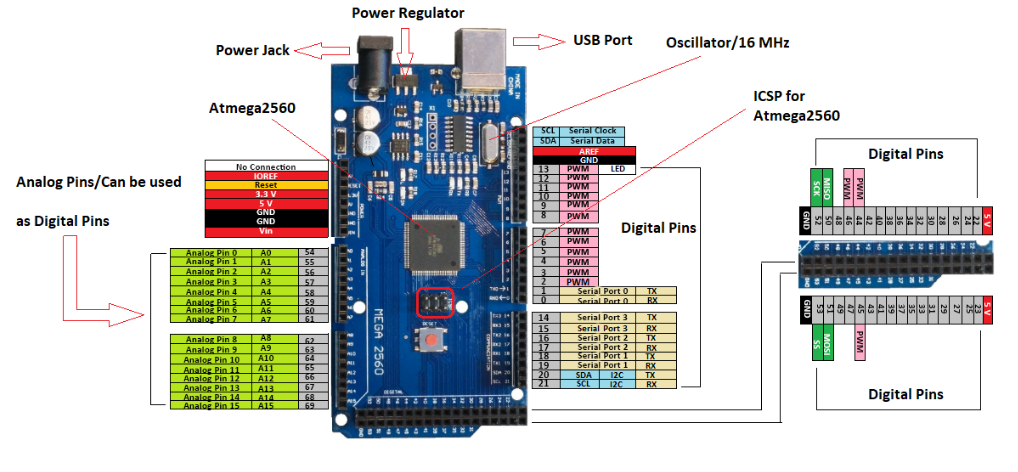 Power Regulator
Power Jack
USB Port
Oscillator/16 MHz
Atmega2560
ICSP for
Atmega2560
MADE IN
CHINA
SCL Serial Clock
SDA Serial Data
AREF
GND
13 PWM LED
12 PWM
11 PWM
10 PWM
9 PWM
8 PWM
7 PWM
6 PWM
5 PWM
4 PWM
3 PWM
2 PWM
1 Serial Port 0 TX
0 Serial Port 0 RX
14 Serial Port 3 TX
15 Serial Port 3 RX
16 Serial Port 2 TX
17 Serial Port 2 RX
18 Serial Port 1 TX
19 Serial Port 1 RX
20 SDA I2C TX
21 SCL I2C RX
Digital Pins
No Connection
IOREF
Reset
3.3 V
5 V
GND
GND
Vin
Analog Pins/Can be used
as Digital Pins
Analog Pin 0 A0 54
Analog Pin 1 A1 55
Analog Pin 2 A2 56
Analog Pin 3 A3 57
Analog Pin 4 A4 58
Analog Pin 5 A5 59
Analog Pin 6 A6 60
Analog Pin 7 A7 61
Analog Pin 8 A8 62
Analog Pin 9 A9 63
Analog Pin 10 A10 64
Analog Pin 11 A11 65
Analog Pin 12 A12 66
Analog Pin 13 A13 67
Analog Pin 14 A14 68
Analog Pin 15 A15 69
MEGA 2560
RESET
ICSP
POWER
ANALOG IN
COMMUNICATION
DIGITAL
Digital Pins
SCK MISO PWM PWM
GND 52 50 48 46 44 42 40 38 36 34 32 30 28 26 24 22 5 V
GND 53 51 49 47 45 43 41 39 37 35 33 31 29 27 25 23 5 V
SS MOSI PWM
Digital Pins